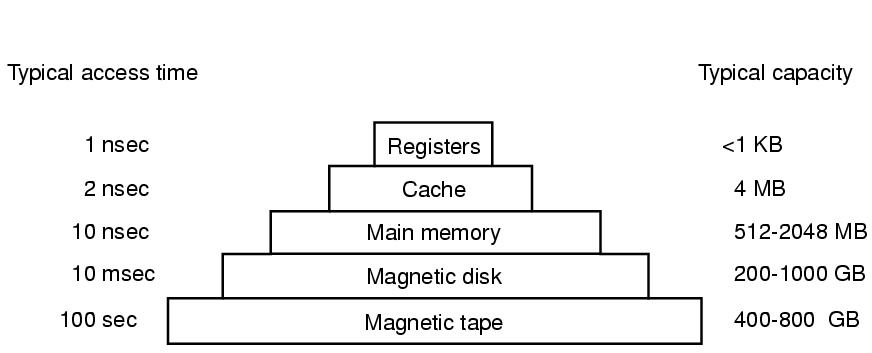 Typical access time Typical capacity
1 nsec Registers <1 KB
2 nsec Cache 4 MB
10 nsec Main memory 512-2048 MB
10 msec Magnetic disk 200-1000 GB
100 sec Magnetic tape 400-800 GB